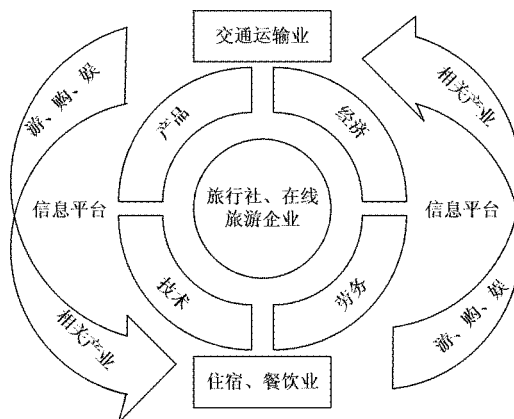 交通运输业
游、购、娱
相关产业
产品
经济
旅行社、在线
旅游企业
信息平台
信息平台
技术
劳务
相关产业
游、购、娱
住宿、餐饮业